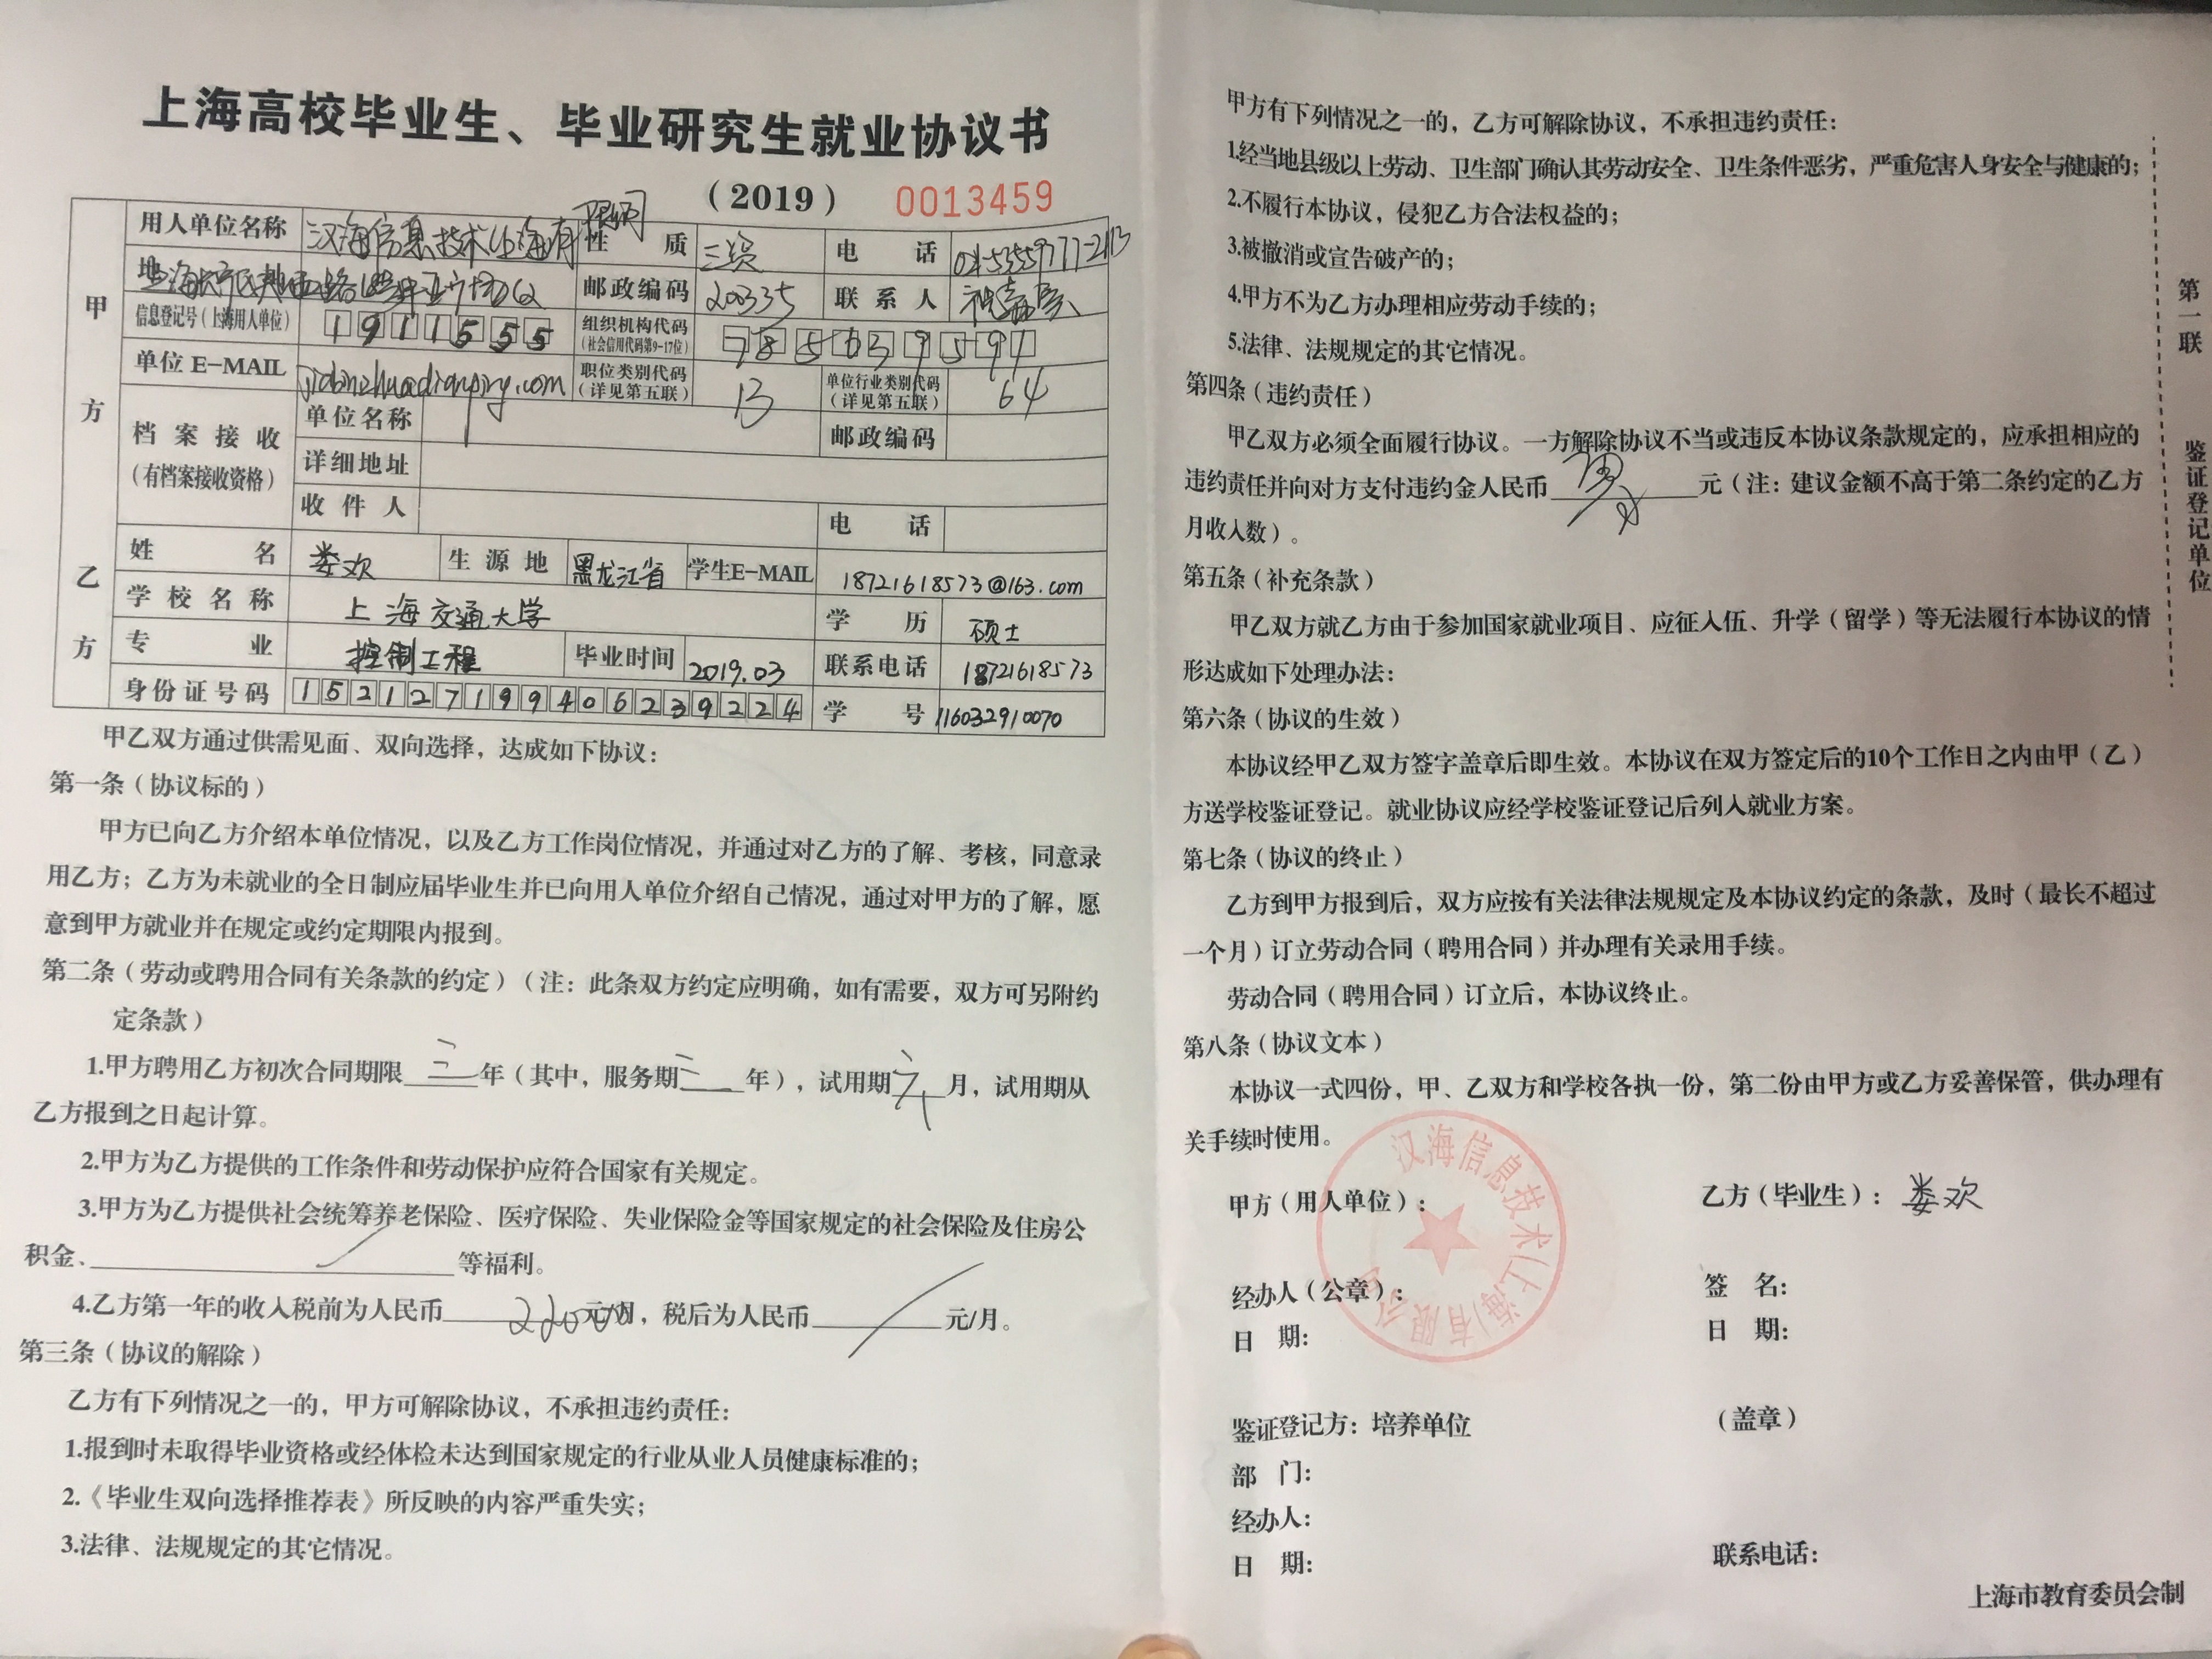 上海高校毕业生、毕业研究生就业协议书
（2019） 0013459
甲方
用人单位名称 汉海信息技术(上海)有限公司 性质 三资 电话
地 邮政编码 200335 联系人
信息登记号（上海用人单位） 1911555 组织机构代码（社会信用代码第9-17位）
单位 E-MAIL 职位类别代码（详见第五联） 13 单位行业类别代码（详见第五联） 64
档案接收（有档案接收资格） 单位名称 邮政编码
详细地址
收件人 电话
乙方
姓名 娄欢 生源地 黑龙江省 学生E-MAIL 18721618573@163.com
学校名称 上海交通大学 学历 硕士
专业 控制工程 毕业时间 2019.03 联系电话 18721618573
身份证号码 152127199406239224 学号 116032910070
甲乙双方通过供需见面、双向选择，达成如下协议：
第一条（协议标的）
甲方已向乙方介绍本单位情况，以及乙方工作岗位情况，并通过对乙方的了解、考核，同意录
用乙方；乙方为未就业的全日制应届毕业生并已向用人单位介绍自己情况，通过对甲方的了解，愿
意到甲方就业并在规定或约定期限内报到。
第二条（劳动或聘用合同有关条款的约定）（注：此条双方约定应明确，如有需要，双方可另附约
定条款）
1.甲方聘用乙方初次合同期限三年（其中，服务期三年），试用期六个月，试用期从
乙方报到之日起计算。
2.甲方为乙方提供的工作条件和劳动保护应符合国家有关规定。
3.甲方为乙方提供社会统筹养老保险、医疗保险、失业保险金等国家规定的社会保险及住房公
积金、等福利。
4.乙方第一年的收入税前为人民币22000元/月，税后为人民币／元/月。
第三条（协议的解除）
乙方有下列情况之一的，甲方可解除协议，不承担违约责任：
1.报到时未取得毕业资格或经体检未达到国家规定的行业从业人员健康标准的；
2.《毕业生双向选择推荐表》所反映的内容严重失实；
3.法律、法规规定的其它情况。
甲方有下列情况之一的，乙方可解除协议，不承担违约责任：
1.经当地县级以上劳动、卫生部门确认其劳动安全、卫生条件恶劣，严重危害人身安全与健康的；
2.不履行本协议，侵犯乙方合法权益的；
3.被撤消或宣告破产的；
4.甲方不为乙方办理相应劳动手续的；
5.法律、法规规定的其它情况。
第四条（违约责任）
甲乙双方必须全面履行协议。一方解除协议不当或违反本协议条款规定的，应承担相应的
违约责任并向对方支付违约金人民币元（注：建议金额不高于第二条约定的乙方
月收入数）。
第五条（补充条款）
甲乙双方就乙方由于参加国家就业项目、应征入伍、升学（留学）等无法履行本协议的情
形达成如下处理办法：
第六条（协议的生效）
本协议经甲乙双方签字盖章后即生效。本协议在双方签定后的10个工作日之内由甲（乙）
方送学校鉴证登记。就业协议应经学校鉴证登记后列入就业方案。
第七条（协议的终止）
乙方到甲方报到后，双方应按有关法律法规规定及本协议约定的条款，及时（最长不超过
一个月）订立劳动合同（聘用合同）并办理有关录用手续。
劳动合同（聘用合同）订立后，本协议终止。
第八条（协议文本）
本协议一式四份，甲、乙双方和学校各执一份，第二份由甲方或乙方妥善保管，供办理有
关手续时使用。
甲方（用人单位）： 乙方（毕业生）：娄欢
经办人（公章）： 签名：
日期： 日期：
汉海信息技术(上海)有限公司
鉴证登记方：培养单位 （盖章）
部门：
经办人：
日期： 联系电话：
上海市教育委员会制
第一联 鉴证登记单位